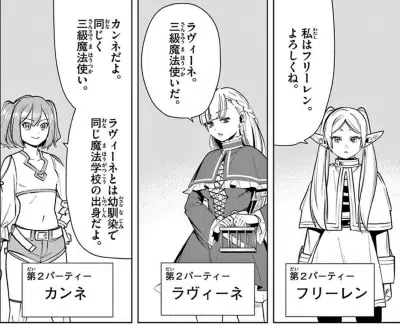 私はフリーレン。
よろしくね。
第２パーティー
フリーレン
ラヴィーネ。
三級魔法使いだ。
第２パーティー
ラヴィーネ
カンネだよ。
同じく
三級魔法使い。
ラヴィーネとは幼馴染で
同じ魔法学校の出身だよ。
第２パーティー
カンネ